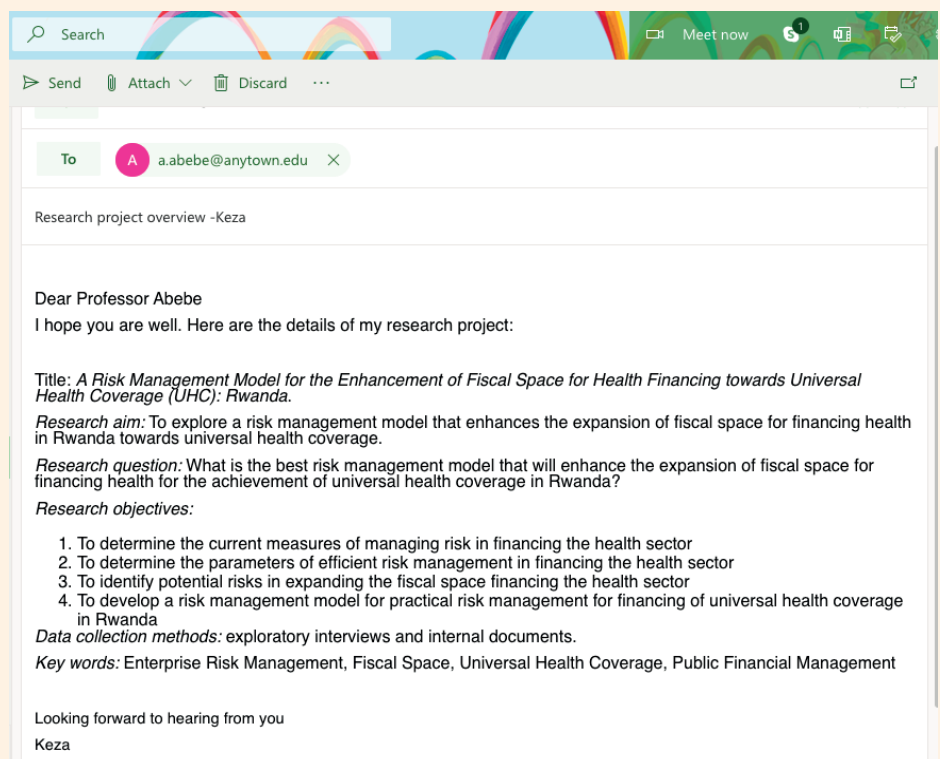 Search
Meet now
1
Send
Attach
Discard
...
To
A
a.abebe@anytown.edu
Research project overview -Keza
Dear Professor Abebe
I hope you are well. Here are the details of my research project:
Title: A Risk Management Model for the Enhancement of Fiscal Space for Health Financing towards Universal
Health Coverage (UHC): Rwanda.
Research aim: To explore a risk management model that enhances the expansion of fiscal space for financing health
in Rwanda towards universal health coverage.
Research question: What is the best risk management model that will enhance the expansion of fiscal space for
financing health for the achievement of universal health coverage in Rwanda?
Research objectives:
1. To determine the current measures of managing risk in financing the health sector
2. To determine the parameters of efficient risk management in financing the health sector
3. To identify potential risks in expanding the fiscal space financing the health sector
4. To develop a risk management model for practical risk management for financing of universal health coverage
in Rwanda
Data collection methods: exploratory interviews and internal documents.
Key words: Enterprise Risk Management, Fiscal Space, Universal Health Coverage, Public Financial Management
Looking forward to hearing from you
Keza